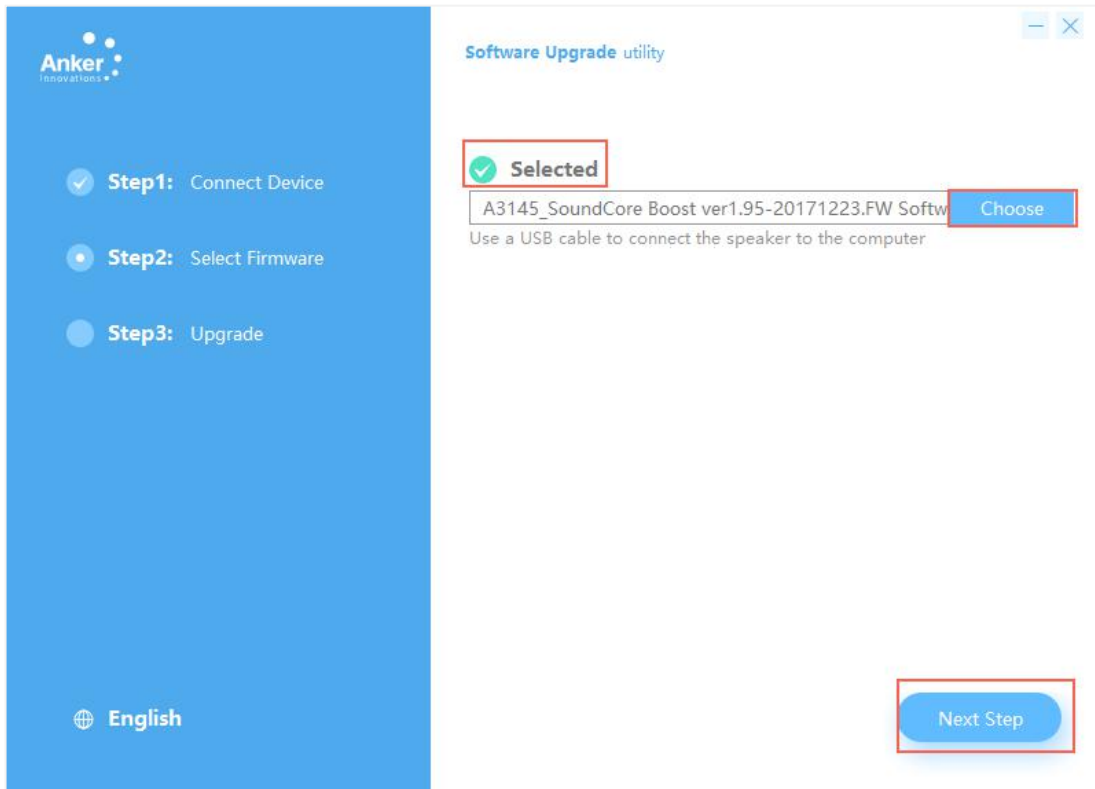 Anker
Innovations
Software Upgrade utility
Step1: Connect Device
Step2: Select Firmware
Step3: Upgrade
Selected
A3145_SoundCore Boost ver1.95-20171223.FW Softw
Choose
Use a USB cable to connect the speaker to the computer
English
Next Step